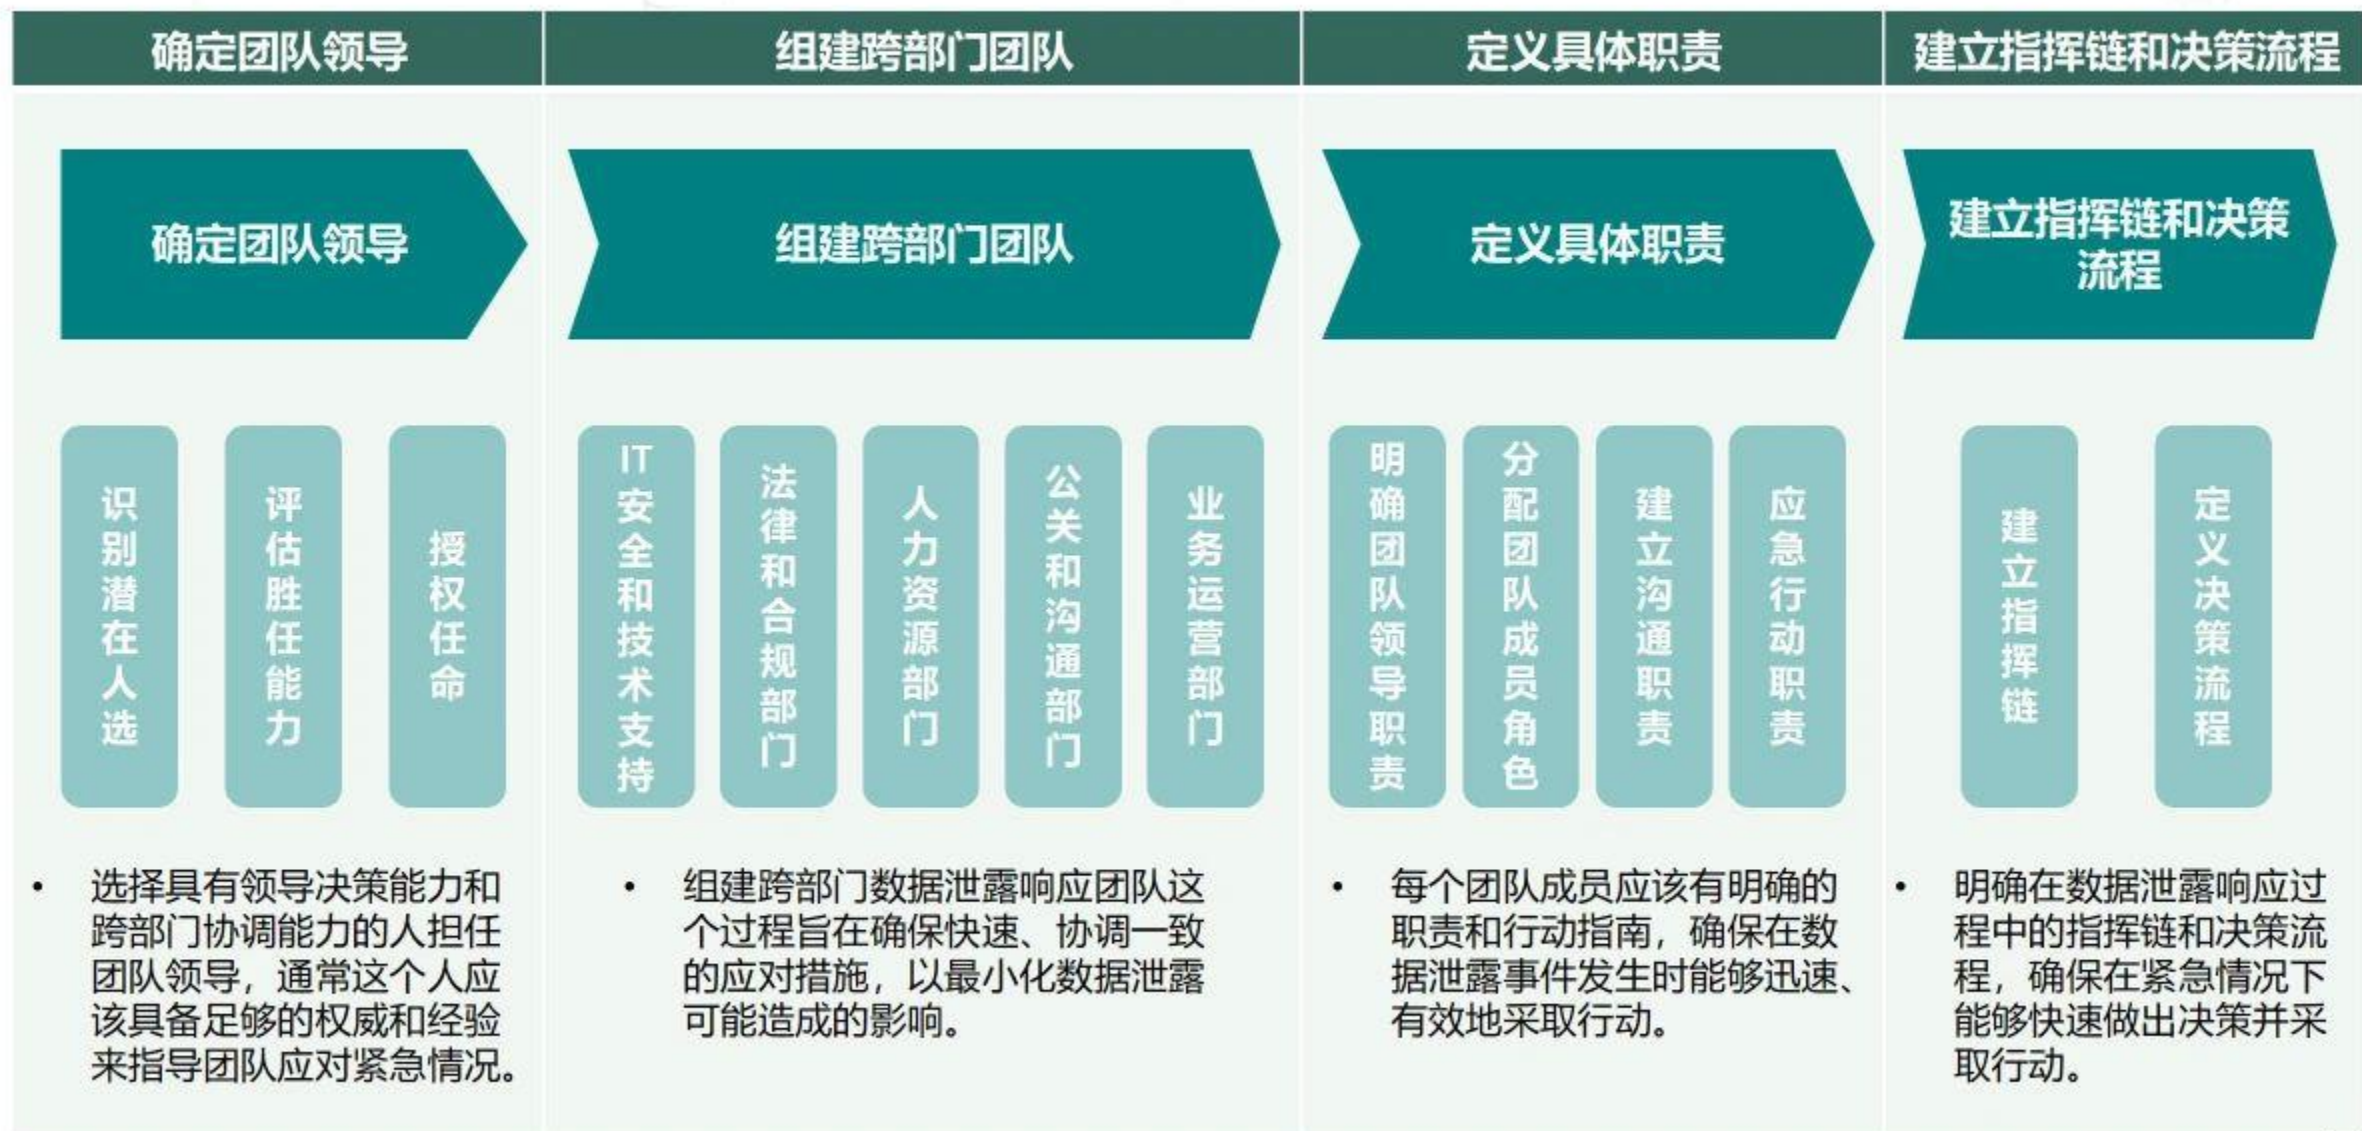 确定团队领导
组建跨部门团队
定义具体职责
建立指挥链和决策流程
确定团队领导
组建跨部门团队
定义具体职责
建立指挥链和决策
流程
识别潜在人选
评估胜任能力
授权任命
IT安全和技术支持
法律和合规部门
人力资源部门
公关和沟通部门
业务运营部门
明确团队领导职责
分配团队成员角色
建立沟通职责
应急行动职责
建立指挥链
定义决策流程
• 选择具有领导决策能力和
跨部门协调能力的人担任
团队领导，通常这个人应
该具备足够的权威和经验
来指导团队应对紧急情况。
• 组建跨部门数据泄露响应团队这
个过程旨在确保快速、协调一致
的应对措施，以最小化数据泄露
可能造成的影响。
• 每个团队成员应该有明确的
职责和行动指南，确保在数
据泄露事件发生时能够迅速、
有效地采取行动。
• 明确在数据泄露响应过
程中的指挥链和决策流
程，确保在紧急情况下
能够快速做出决策并采
取行动。